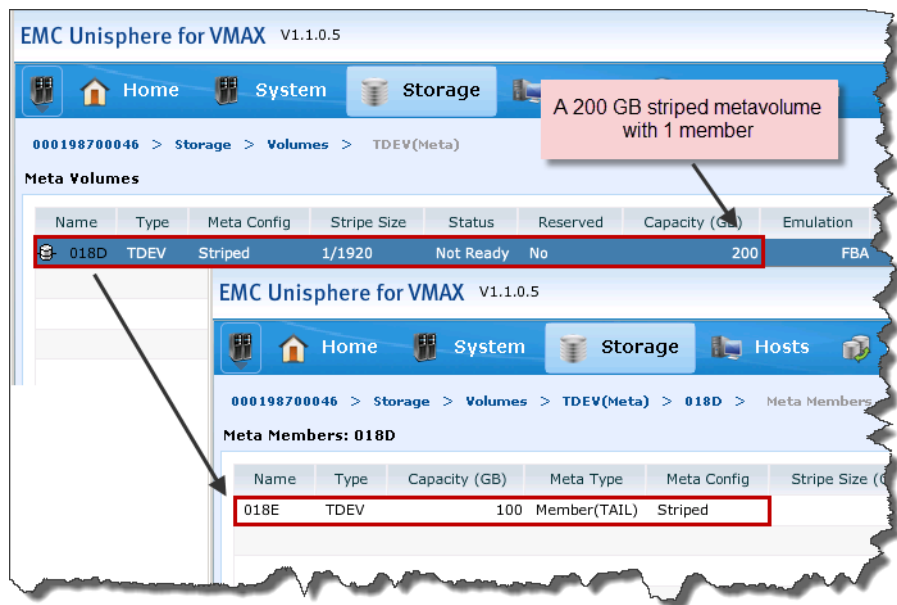 EMC Unisphere for VMAX V1.1.0.5
Home System Storage
A 200 GB striped metavolume
with 1 member
000198700046 > Storage > Volumes > TDEV(Meta)
Meta Volumes
Name Type Meta Config Stripe Size Status Reserved Capacity (GB) Emulation
018D TDEV Striped 1/1920 Not Ready No 200 FBA
EMC Unisphere for VMAX V1.1.0.5
Home System Storage Hosts
000198700046 > Storage > Volumes > TDEV(Meta) > 018D > Meta Members
Meta Members: 018D
Name Type Capacity (GB) Meta Type Meta Config Stripe Size
018E TDEV 100 Member(TAIL) Striped